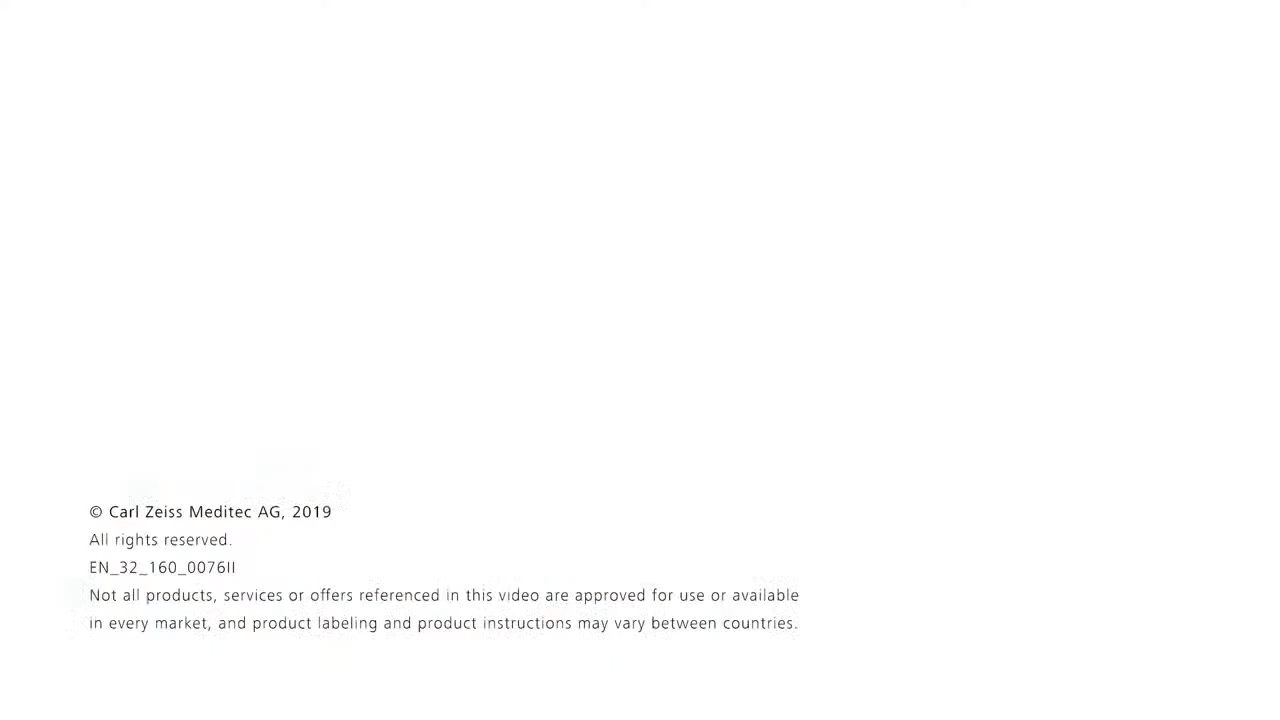 © Carl Zeiss Meditec AG, 2019
All rights reserved.
EN_32_160_0076II
Not all products, services or offers referenced in this video are approved for use or available
in every market, and product labeling and product instructions may vary between countries.